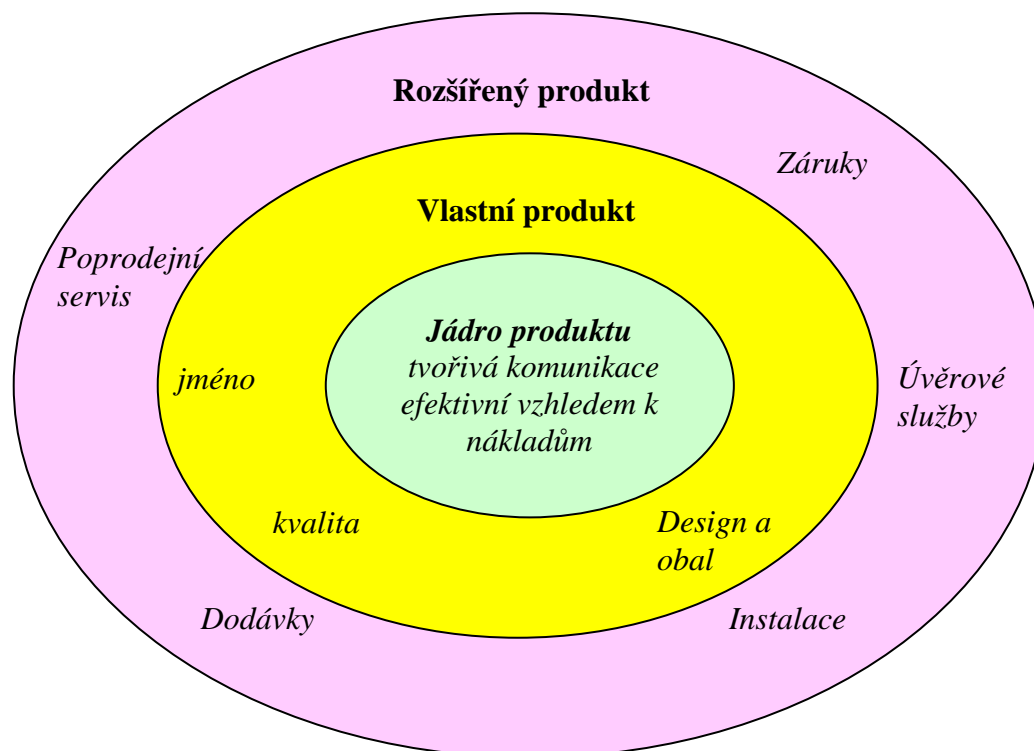 Rozšířený produkt
Záruky
Vlastní produkt
Poprodejní
servis
Jádro produktu
tvořivá komunikace
efektivní vzhledem k
nákladům
jméno
Úvěrové
služby
kvalita
Design a
obal
Dodávky
Instalace